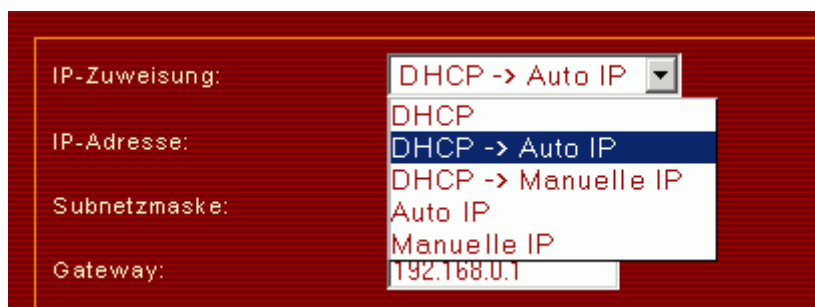 IP-Zuweisung: DHCP -> Auto IP
DHCP
IP-Adresse: DHCP -> Auto IP
DHCP -> Manuelle IP
Subnetzmaske: Auto IP
Manuelle IP
Gateway: 192.168.0.1